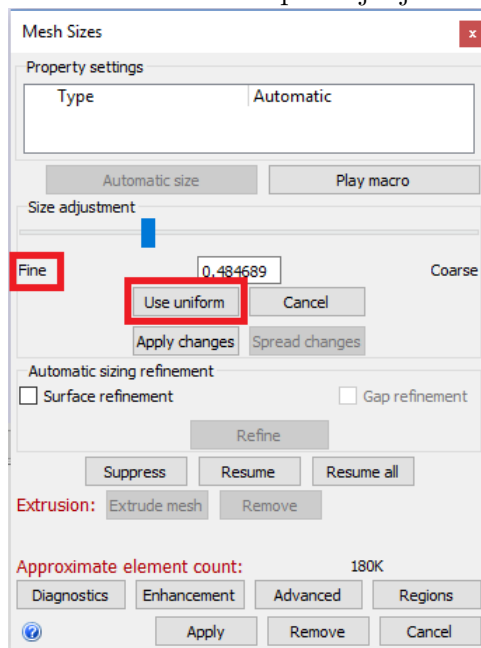 Mesh Sizes x
Property settings
Type Automatic
Automatic size Play macro
Size adjustment
Fine 0,484689 Coarse
Use uniform Cancel
Apply changes Spread changes
Automatic sizing refinement
Surface refinement Gap refinement
Refine
Suppress Resume Resume all
Extrusion: Extrude mesh Remove
Approximate element count: 180K
Diagnostics Enhancement Advanced Regions
? Apply Remove Cancel